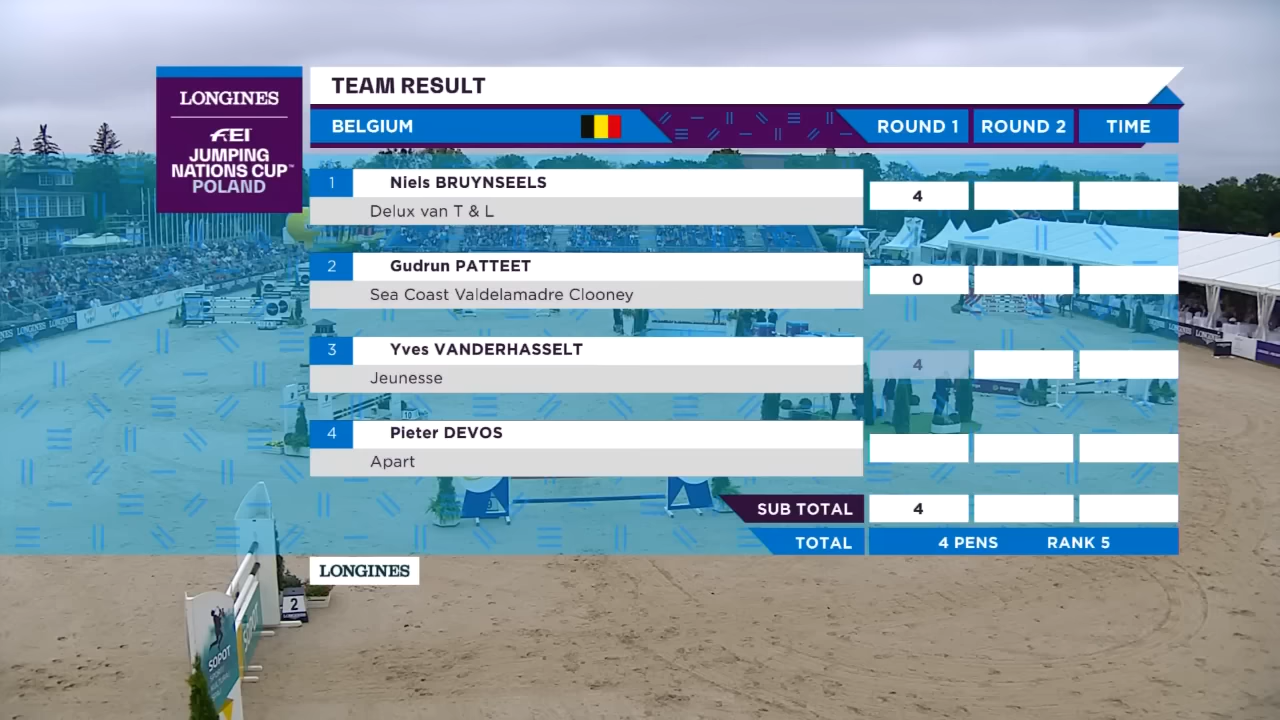 TEAM RESULT
LONGINES
FEI
JUMPING
NATIONS CUP™
POLAND
BELGIUM
ROUND 1 ROUND 2 TIME
1 Niels BRUYNSEELS
Delux van T & L
4
2 Gudrun PATTEET
Sea Coast Valdelamadre Clooney
0
3 Yves VANDERHASSELT
Jeunesse
4
4 Pieter DEVOS
Apart
SUB TOTAL 4
TOTAL 4 PENS RANK 5
LONGINES
2
SOPOT
10